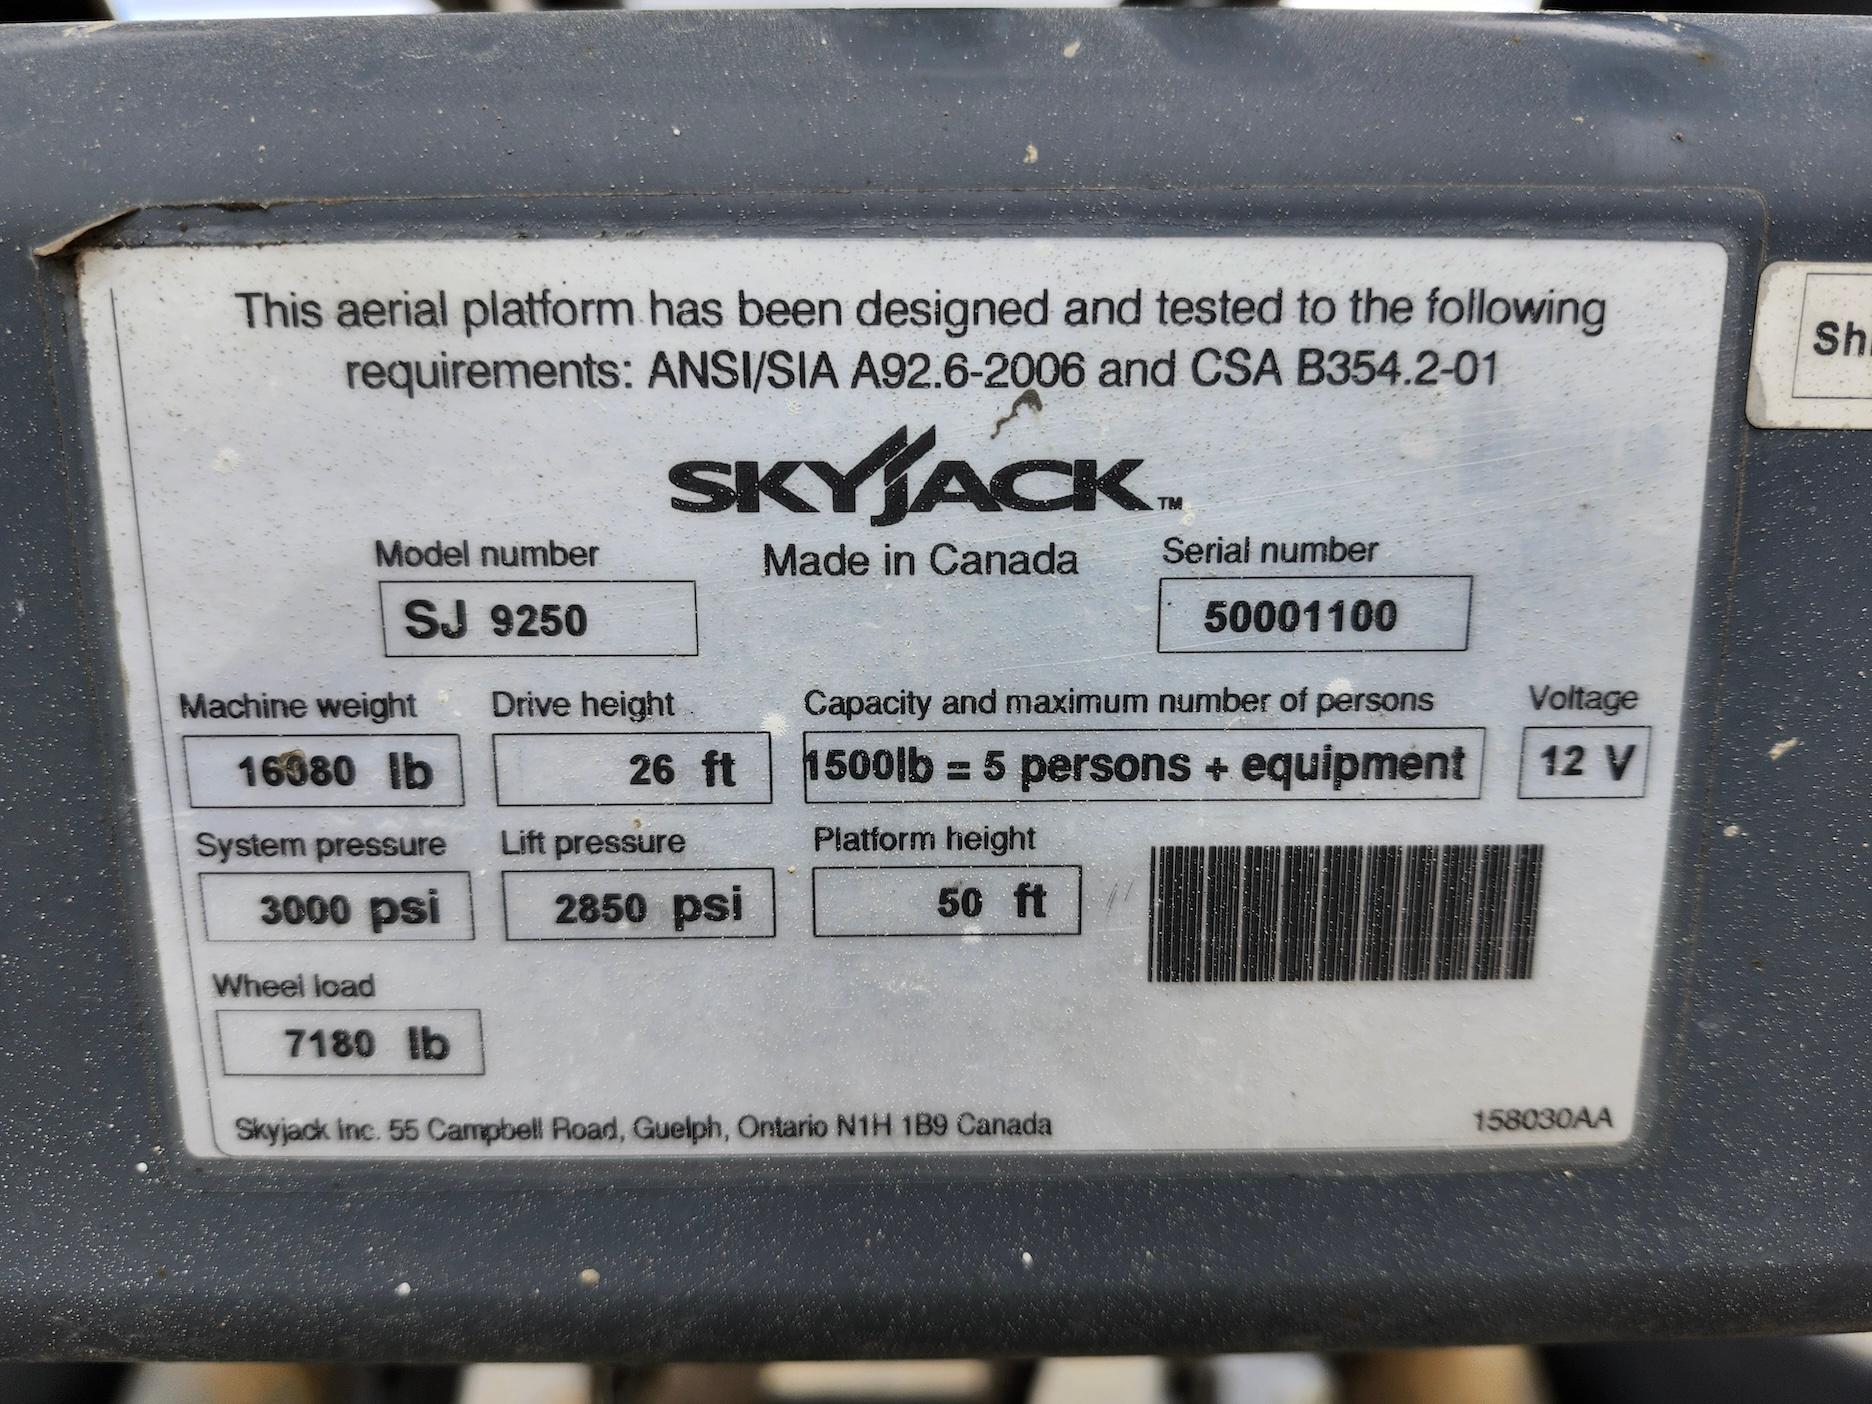 This aerial platform has been designed and tested to the following
requirements: ANSI/SIA A92.6-2006 and CSA B354.2-01
SKYJACK™
Made in Canada
Model number
SJ 9250
Serial number
50001100
Machine weight
16080 lb
Drive height
26 ft
Capacity and maximum number of persons
1500lb = 5 persons + equipment
Voltage
12 V
System pressure
3000 psi
Lift pressure
2850 psi
Platform height
50 ft
Wheel load
7180 lb
Skyjack Inc. 55 Campbell Road, Guelph, Ontario N1H 1B9 Canada
158030AA